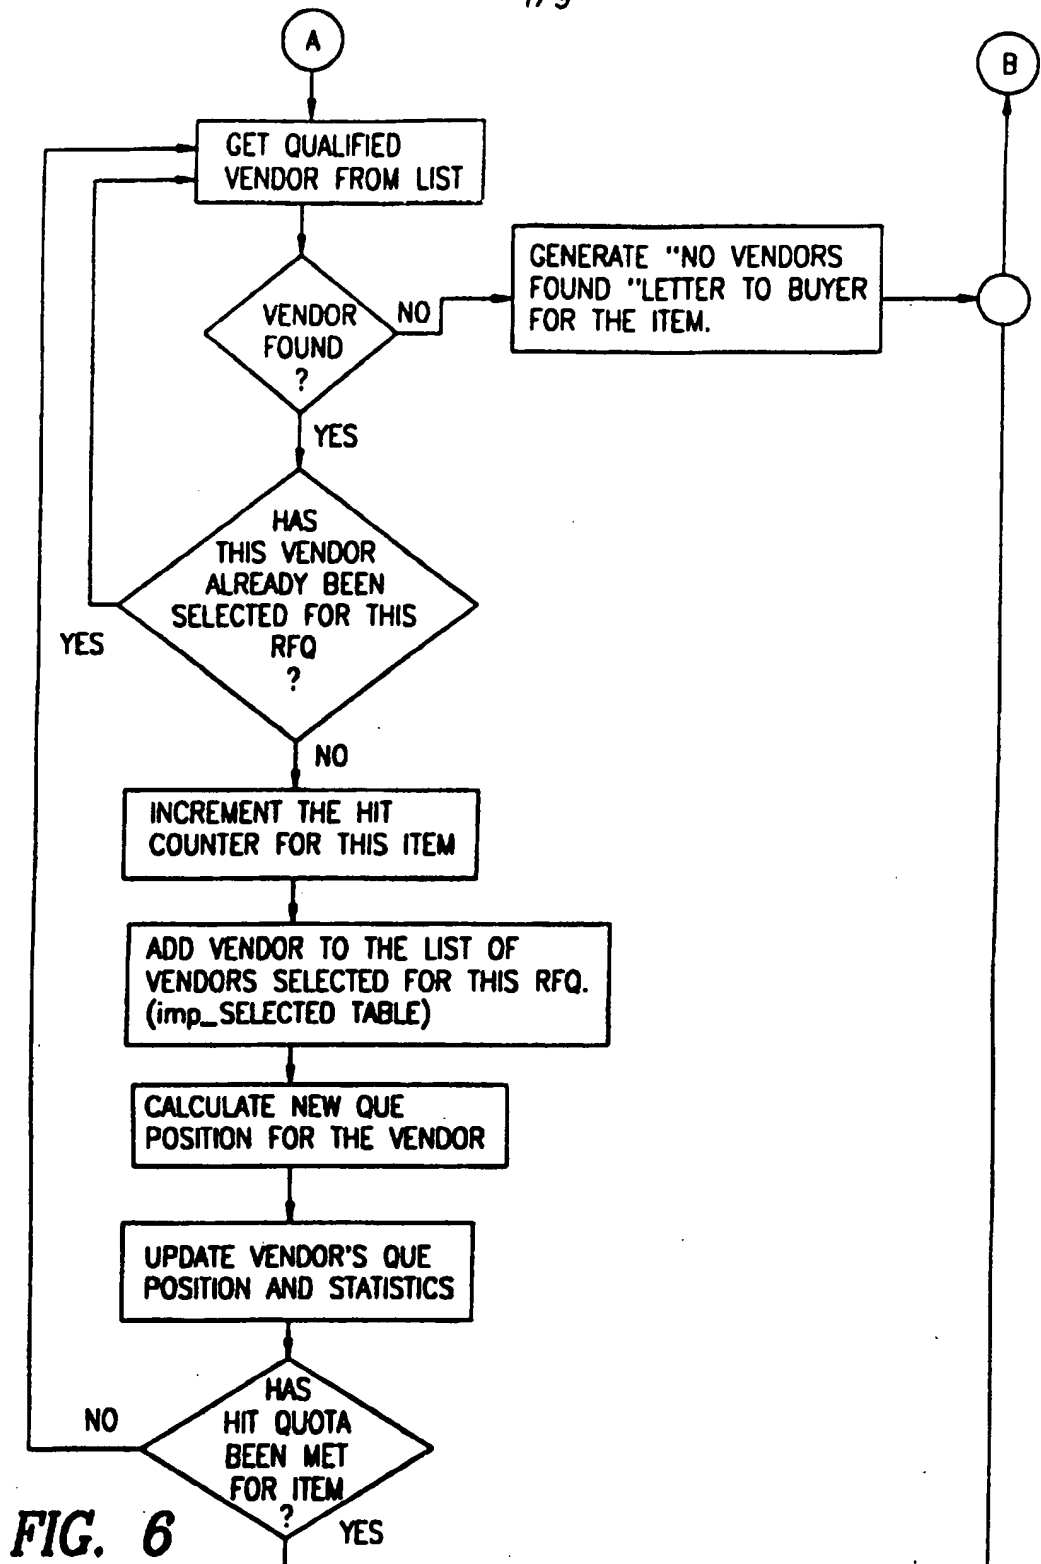 A
B
GET QUALIFIED
VENDOR FROM LIST
GENERATE "NO VENDORS
FOUND "LETTER TO BUYER
FOR THE ITEM.
VENDOR
FOUND
?
NO
YES
HAS
THIS VENDOR
ALREADY BEEN
SELECTED FOR THIS
RFQ
?
YES
NO
INCREMENT THE HIT
COUNTER FOR THIS ITEM
ADD VENDOR TO THE LIST OF
VENDORS SELECTED FOR THIS RFQ.
(imp_SELECTED TABLE)
CALCULATE NEW QUE
POSITION FOR THE VENDOR
UPDATE VENDOR'S QUE
POSITION AND STATISTICS
HAS
HIT QUOTA
BEEN MET
FOR ITEM
?
NO
YES
FIG. 6